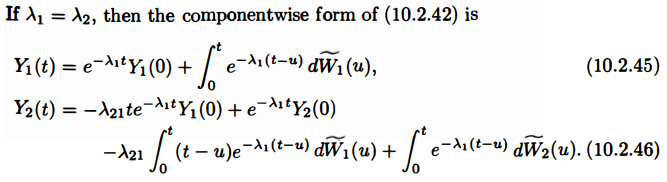 If λ₁ = λ₂, then the componentwise form of (10.2.42) is
Y₁(t) = e^{−λ₁t}Y₁(0) + ∫₀ᵗ e^{−λ₁(t−u)} dW̃₁(u), (10.2.45)
Y₂(t) = −λ₂₁te^{−λ₁t}Y₁(0) + e^{−λ₁t}Y₂(0)
−λ₂₁ ∫₀ᵗ (t − u)e^{−λ₁(t−u)} dW̃₁(u) + ∫₀ᵗ e^{−λ₁(t−u)} dW̃₂(u). (10.2.46)